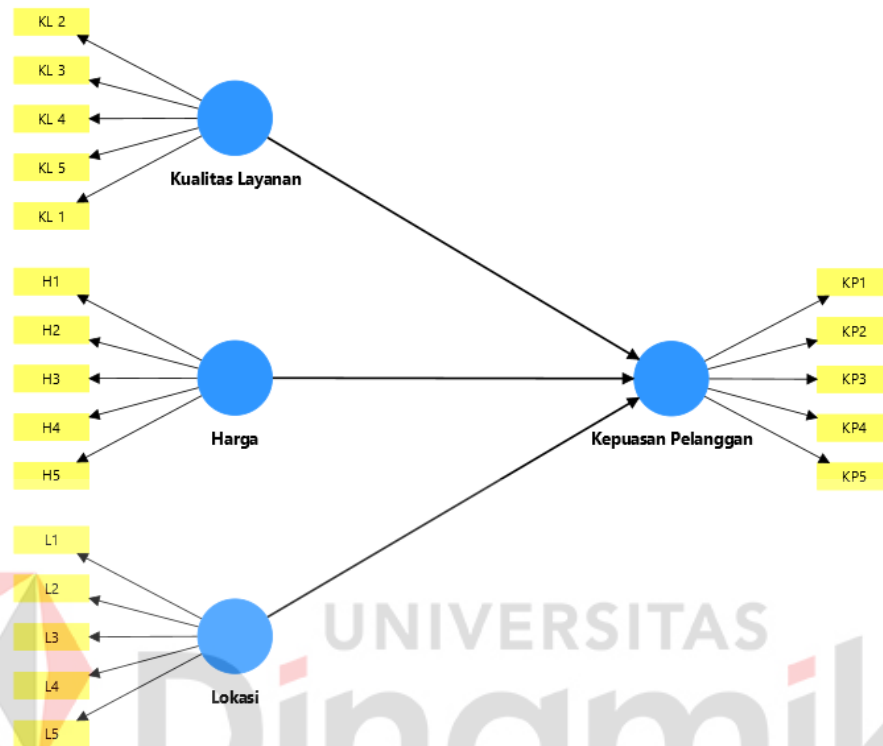 KL 2
KL 3
KL 4
KL 5
KL 1
Kualitas Layanan
H1
H2
H3
H4
H5
Harga
L1
L2
L3
L4
L5
Lokasi
KP1
KP2
KP3
KP4
KP5
Kepuasan Pelanggan
UNIVERSITAS
Dinamik